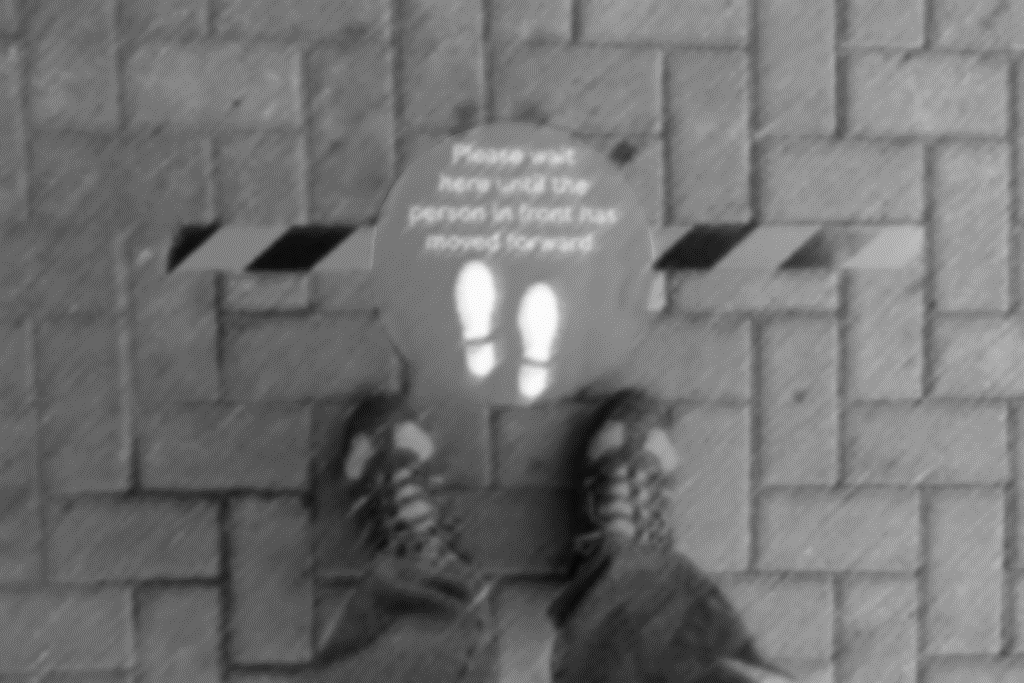 Please wait
here until the
person in front has
moved forward